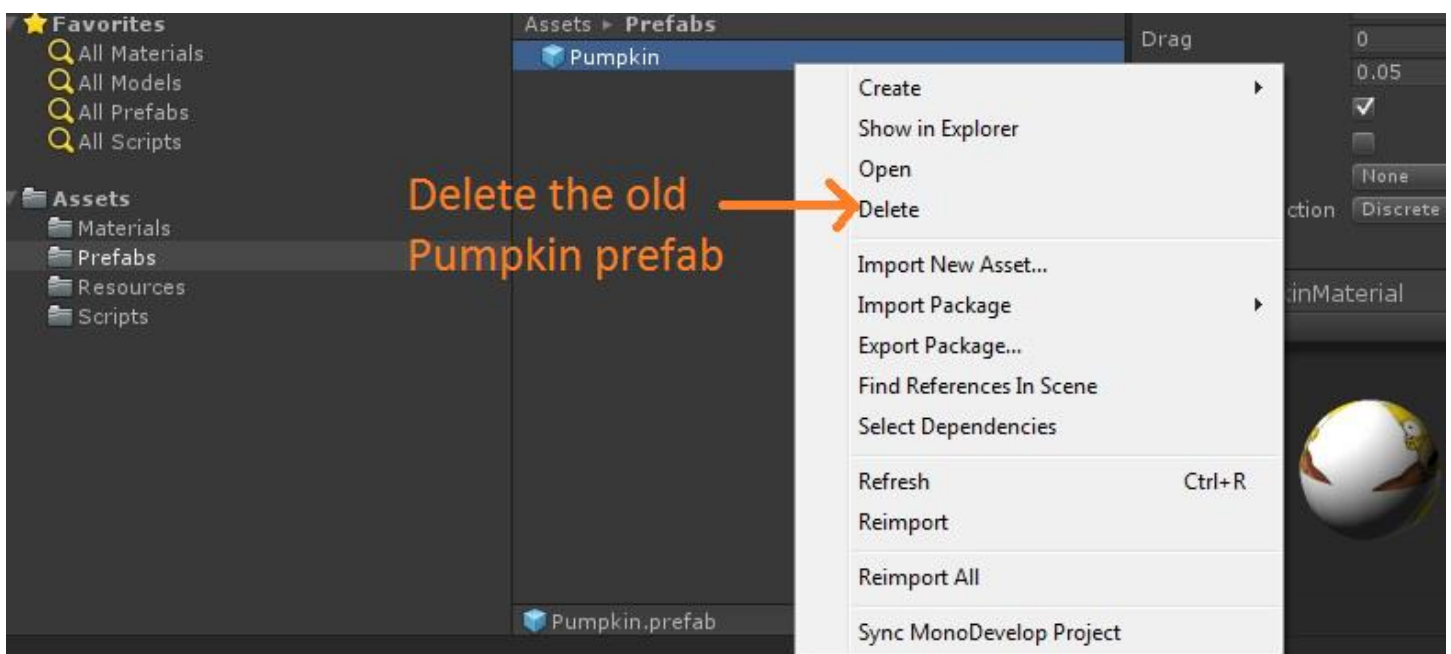 Favorites
All Materials
All Models
All Prefabs
All Scripts
Assets
Materials
Prefabs
Resources
Scripts
Assets ▸ Prefabs
Pumpkin
Pumpkin.prefab
Delete the old
Pumpkin prefab
Create
Show in Explorer
Open
Delete
Import New Asset...
Import Package
Export Package...
Find References In Scene
Select Dependencies
Refresh Ctrl+R
Reimport
Reimport All
Sync MonoDevelop Project
Drag 0
0.05
None
ction Discrete
inMaterial